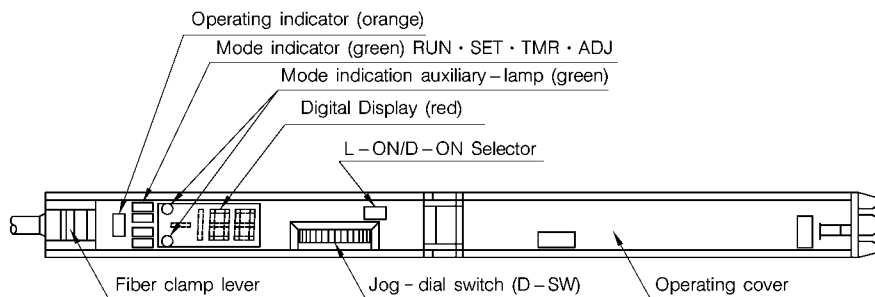 Operating indicator (orange)
Mode indicator (green) RUN・SET・TMR・ADJ
Mode indication auxiliary-lamp (green)
Digital Display (red)
L-ON/D-ON Selector
Fiber clamp lever
Jog-dial switch (D-SW)
Operating cover